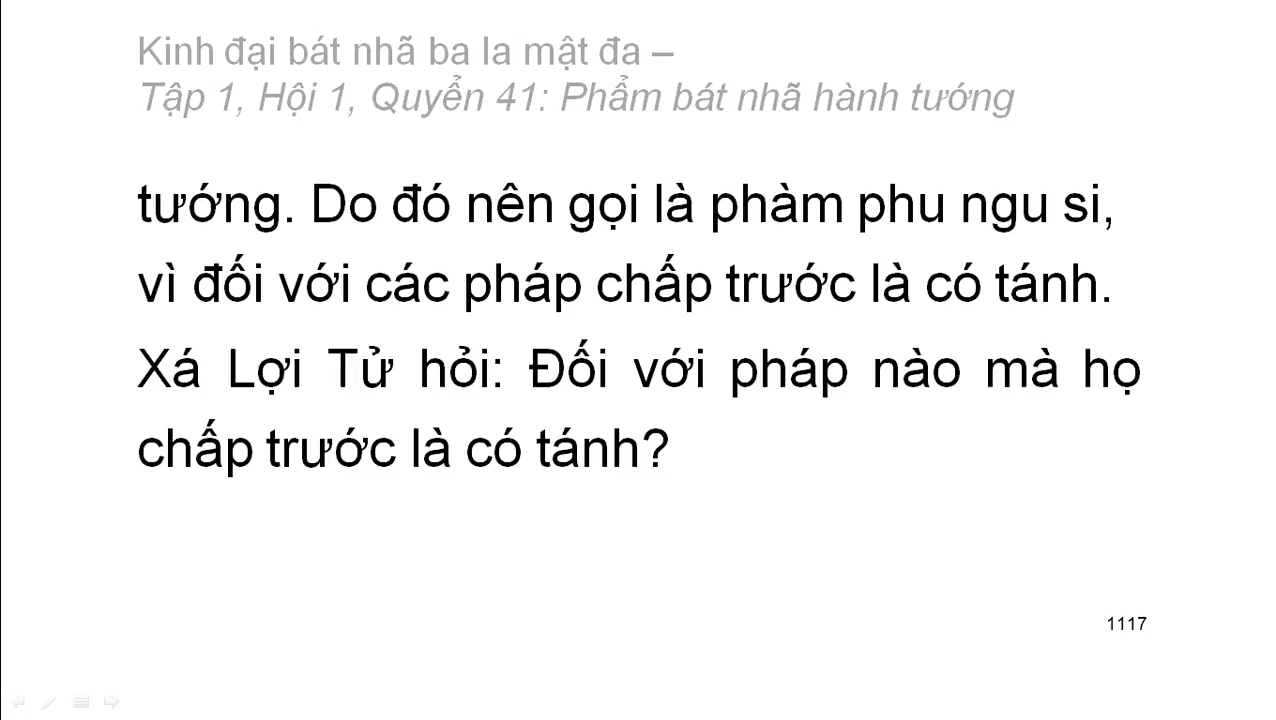 Kinh đại bát nhã ba la mật đa –
Tập 1, Hội 1, Quyển 41: Phẩm bát nhã hành tướng
tướng. Do đó nên gọi là phàm phu ngu si,
vì đối với các pháp chấp trước là có tánh.
Xá Lợi Tử hỏi: Đối với pháp nào mà họ
chấp trước là có tánh?
1117